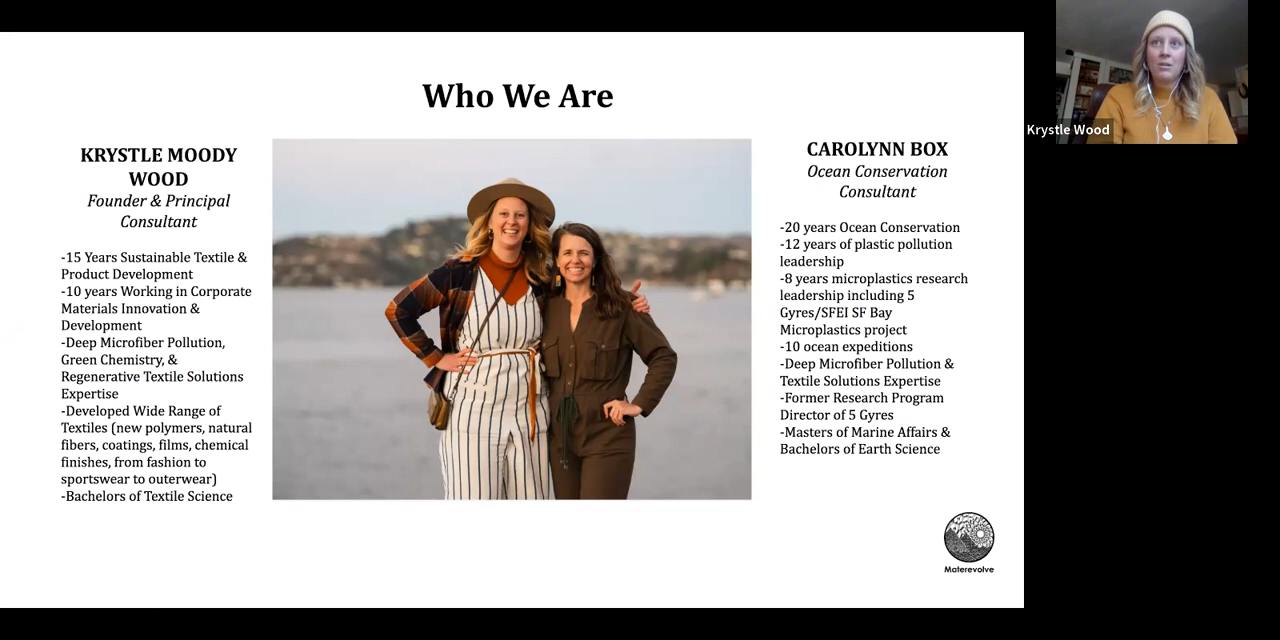 Who We Are
KRYSTLE MOODY
WOOD
Founder & Principal
Consultant
-15 Years Sustainable Textile &
Product Development
-10 years Working in Corporate
Materials Innovation &
Development
-Deep Microfiber Pollution,
Green Chemistry, &
Regenerative Textile Solutions
Expertise
-Developed Wide Range of
Textiles (new polymers, natural
fibers, coatings, films, chemical
finishes, from fashion to
sportswear to outerwear)
-Bachelors of Textile Science
CAROLYNN BOX
Ocean Conservation
Consultant
-20 years Ocean Conservation
-12 years of plastic pollution
leadership
-8 years microplastics research
leadership including 5
Gyres/SFEI SF Bay
Microplastics project
-10 ocean expeditions
-Deep Microfiber Pollution &
Textile Solutions Expertise
-Former Research Program
Director of 5 Gyres
-Masters of Marine Affairs &
Bachelors of Earth Science
Materevolve
Krystle Wood